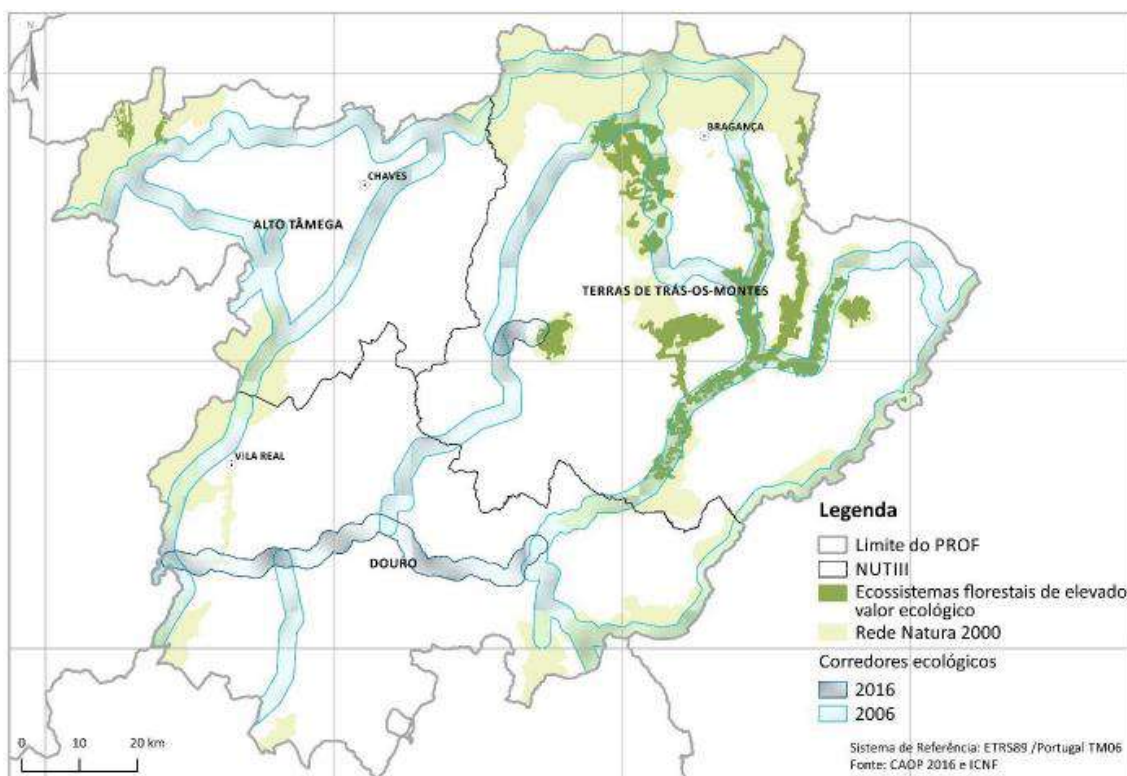 N
BRAGANÇA
CHAVES
ALTO TÂMEGA
TERRAS DE TRÁS-OS-MONTES
VILA REAL
DOURO
Legenda
Limite do PROF
NUTIII
Ecossistemas florestais de elevado
valor ecológico
Rede Natura 2000
Corredores ecológicos
2016
2006
0 10 20 km
Sistema de Referência: ETRS89 /Portugal TM06
Fonte: CAOP 2016 e ICNF